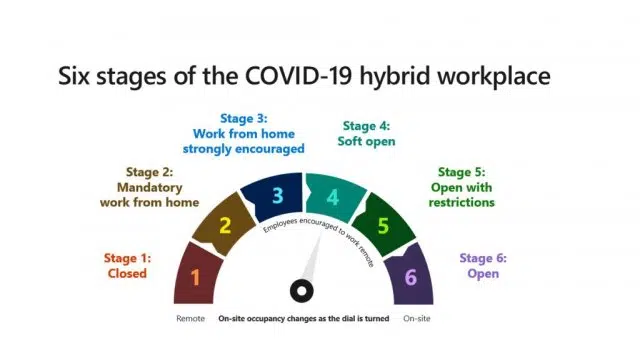 Six stages of the COVID-19 hybrid workplace
Stage 3:
Work from home
strongly encouraged
Stage 4:
Soft open
Stage 2:
Mandatory
work from home
Stage 5:
Open with
restrictions
Stage 1:
Closed
Stage 6:
Open
1
2
3
4
5
6
Employees encouraged to work remote
Remote
On-site occupancy changes as the dial is turned
On-site